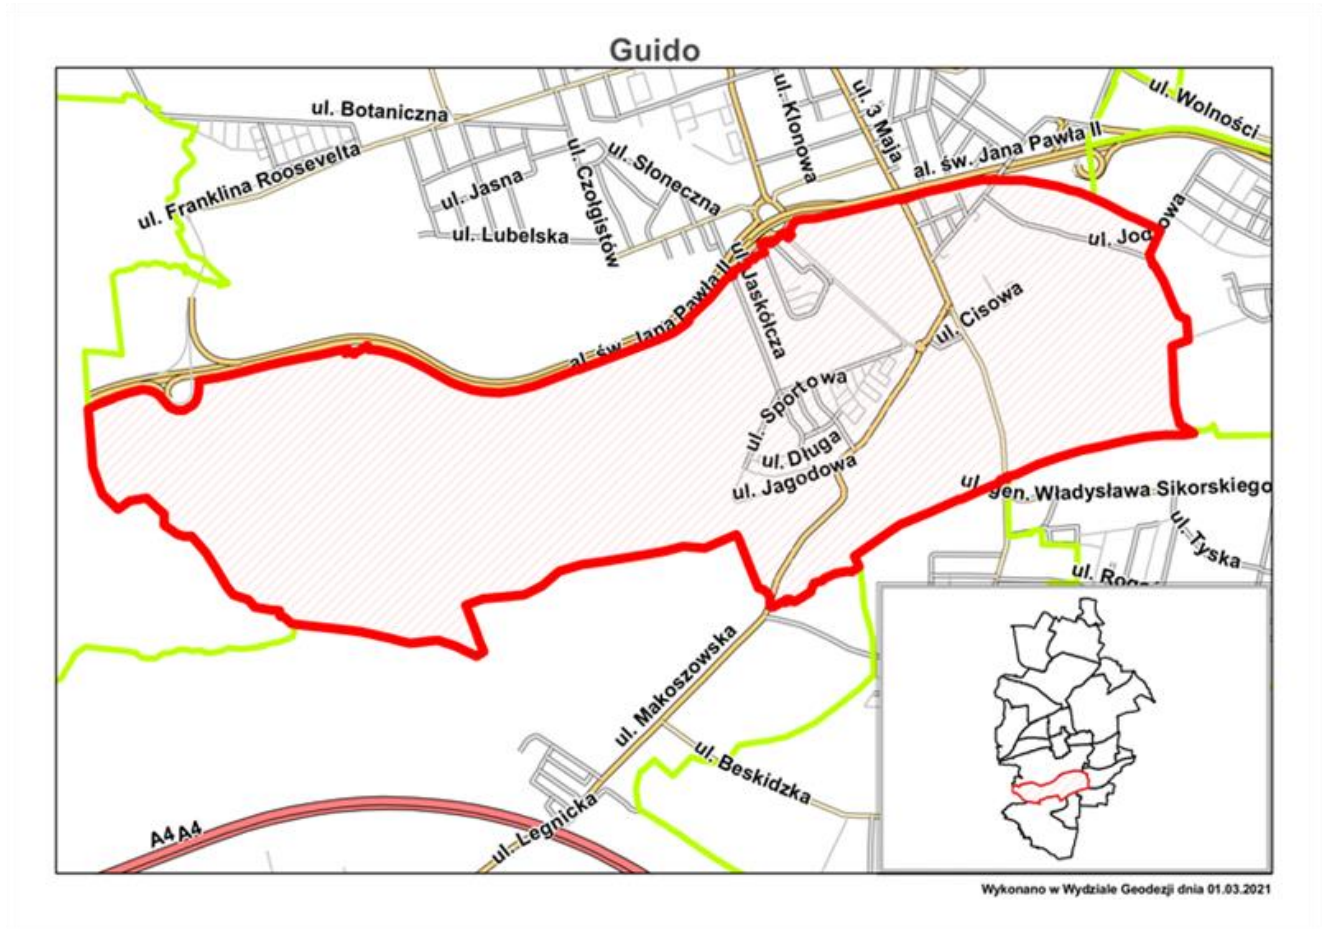 Guido
ul. Wolności
ul. Botaniczna
ul. Klonowa
ul. 3 Maja
al. św. Jana Pawła II
ul. Franklina Roosevelta
ul. Czołgistów
ul. Słoneczna
ul. Jasna
ul. Lubelska
ul. Jaskółcza
al. św. Jana Pawła II
ul. Cisowa
ul. Sportowa
ul. Długa
ul. Jagodowa
ul. gen. Władysława Sikorskiego
ul. Tyska
ul. Makoszowska
ul. Beskidzka
ul. Legnicka
A4 A4
Wykonano w Wydziale Geodezji dnia 01.03.2021